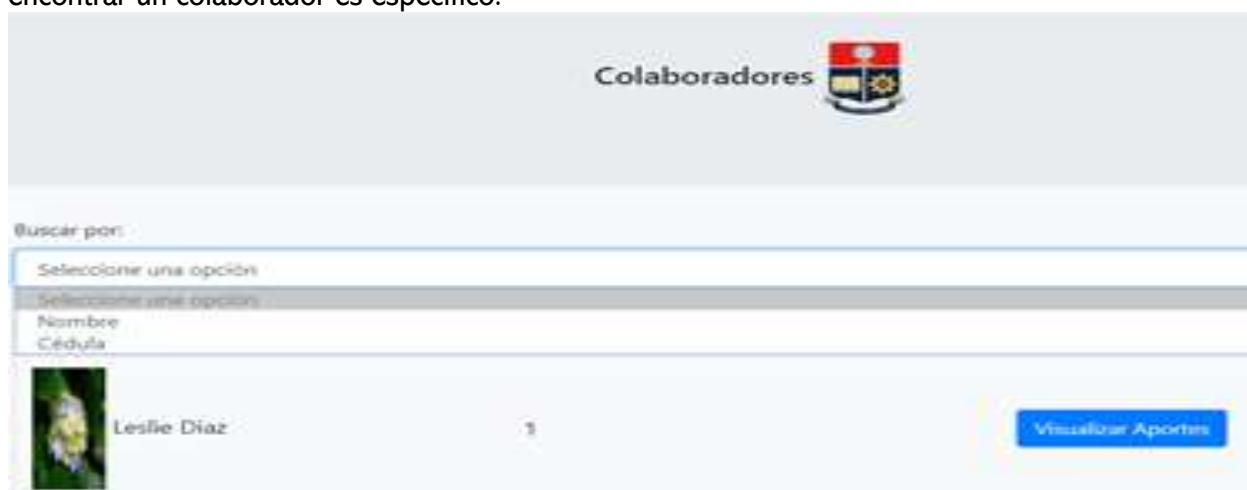 encontrar un colaborador es específico.
Colaboradores
Buscar por:
Seleccione una opción
Seleccione una opción
Nombre
Cédula
Leslie Diaz 1 Visualizar Aportes